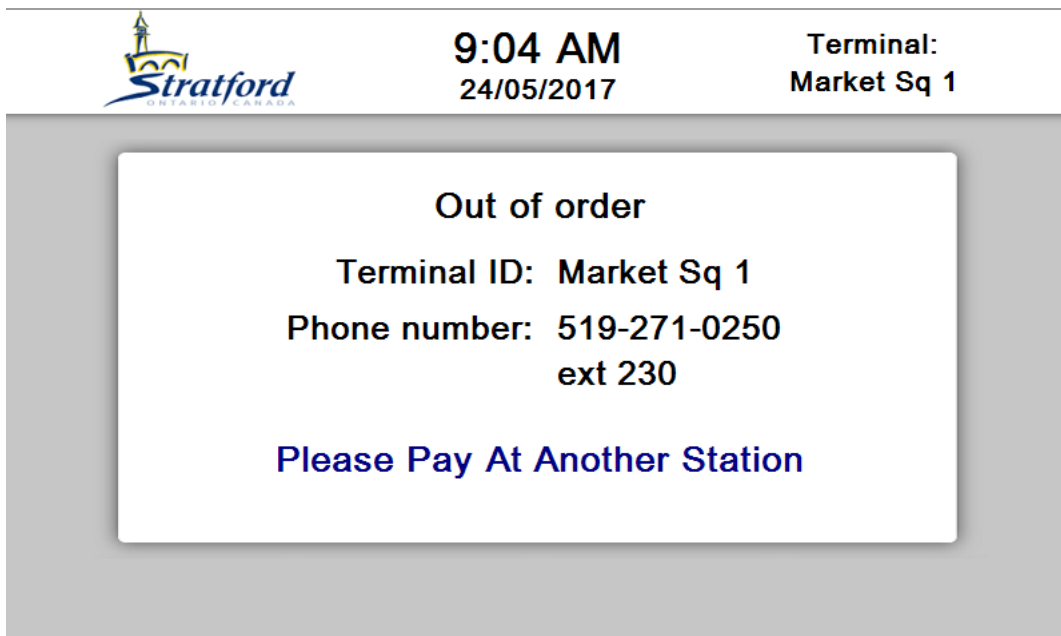 Stratford
ONTARIO CANADA
9:04 AM
24/05/2017
Terminal:
Market Sq 1
Out of order
Terminal ID: Market Sq 1
Phone number: 519-271-0250
ext 230
Please Pay At Another Station